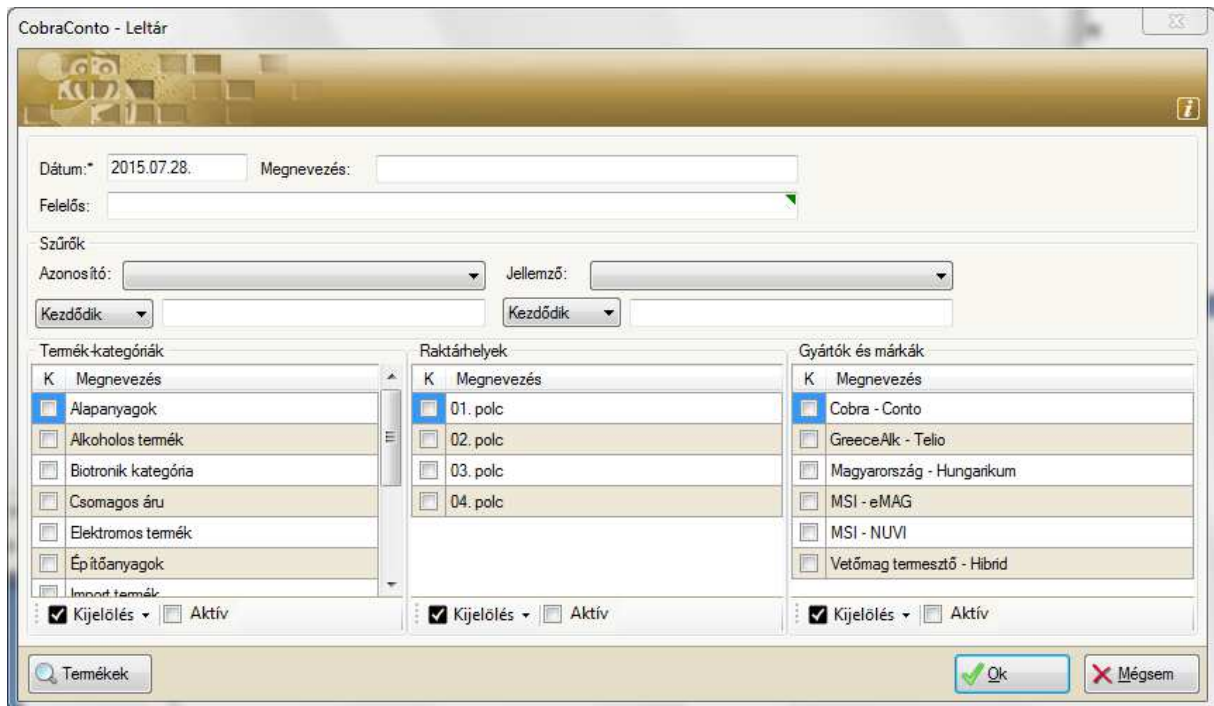 CobraConto - Leltár
Dátum:* 2015.07.28. Megnevezés:
Felelős:
Szűrők
Azonosító: Jellemző:
Kezdődik Kezdődik
Termék-kategóriák Raktárhelyek Gyártók és márkák
K Megnevezés K Megnevezés K Megnevezés
Alapanyagok 01. polc Cobra - Conto
Alkoholos termék 02. polc GreeceAlk - Telio
Biotronik kategória 03. polc Magyarország - Hungarikum
Csomagos áru 04. polc MSI - eMAG
Elektromos termék MSI - NUVI
Építőanyagok Vetőmag termesztő - Hibrid
Import termék
Kijelölés Aktív Kijelölés Aktív Kijelölés Aktív
Termékek Ok Mégsem